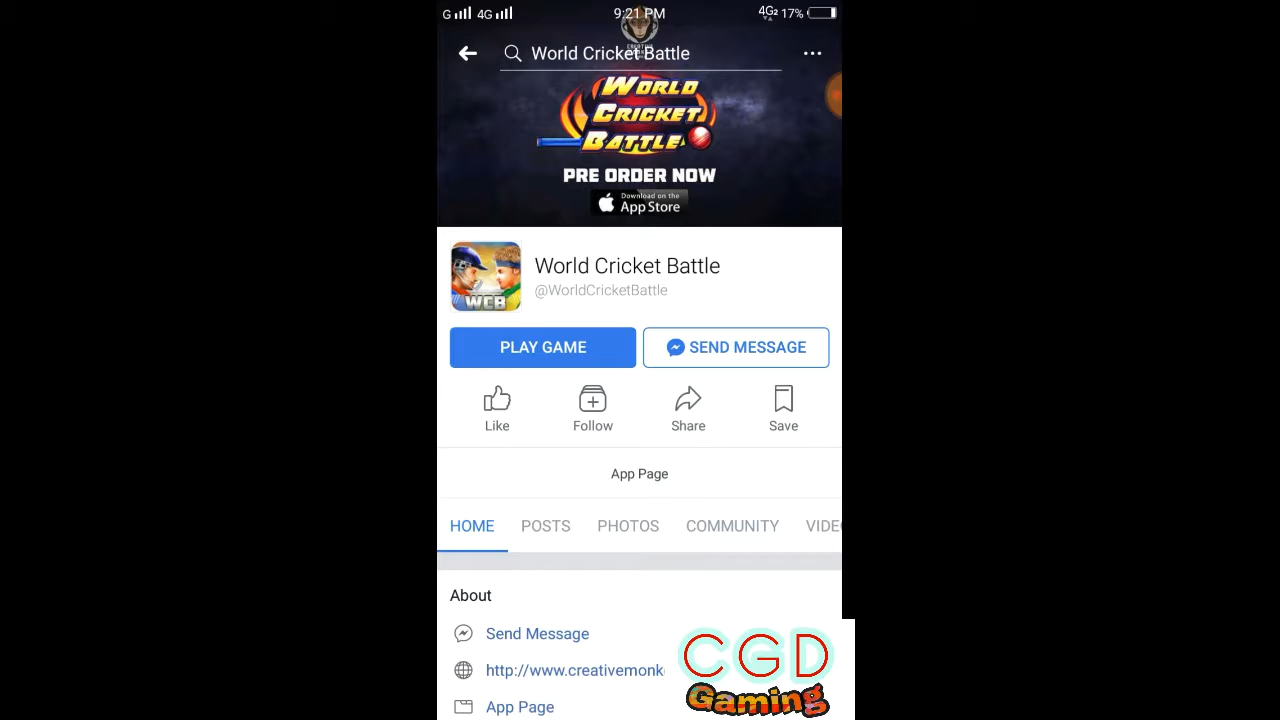 G 4G 9:21 PM 4G2 17%
World Cricket Battle
WORLD
CRICKET
BATTLE
PRE ORDER NOW
Download on the
App Store
WCB
World Cricket Battle
@WorldCricketBattle
PLAY GAME SEND MESSAGE
Like Follow Share Save
App Page
HOME POSTS PHOTOS COMMUNITY VIDE
About
Send Message
http://www.creativemonk
App Page
CGD
Gaming